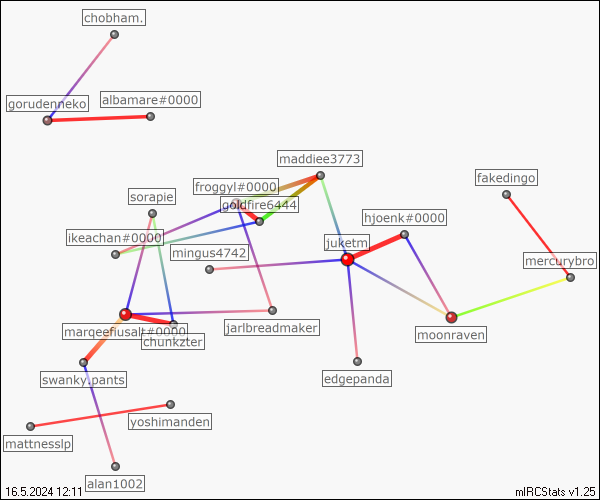 chobham.
gorudenneko
albamare#0000
maddiee3773
froggyl#0000
fakedingo
sorapie
goldfire6444
hjoenk#0000
ikeachan#0000
juketm
mingus4742
mercurybro
marqeefiusalt#0000
jarlbreadmaker
moonraven
chunkzter
swanky.pants
edgepanda
yoshimanden
mattnesslp
alan1002
16.5.2024 12:11
mIRCStats v1.25